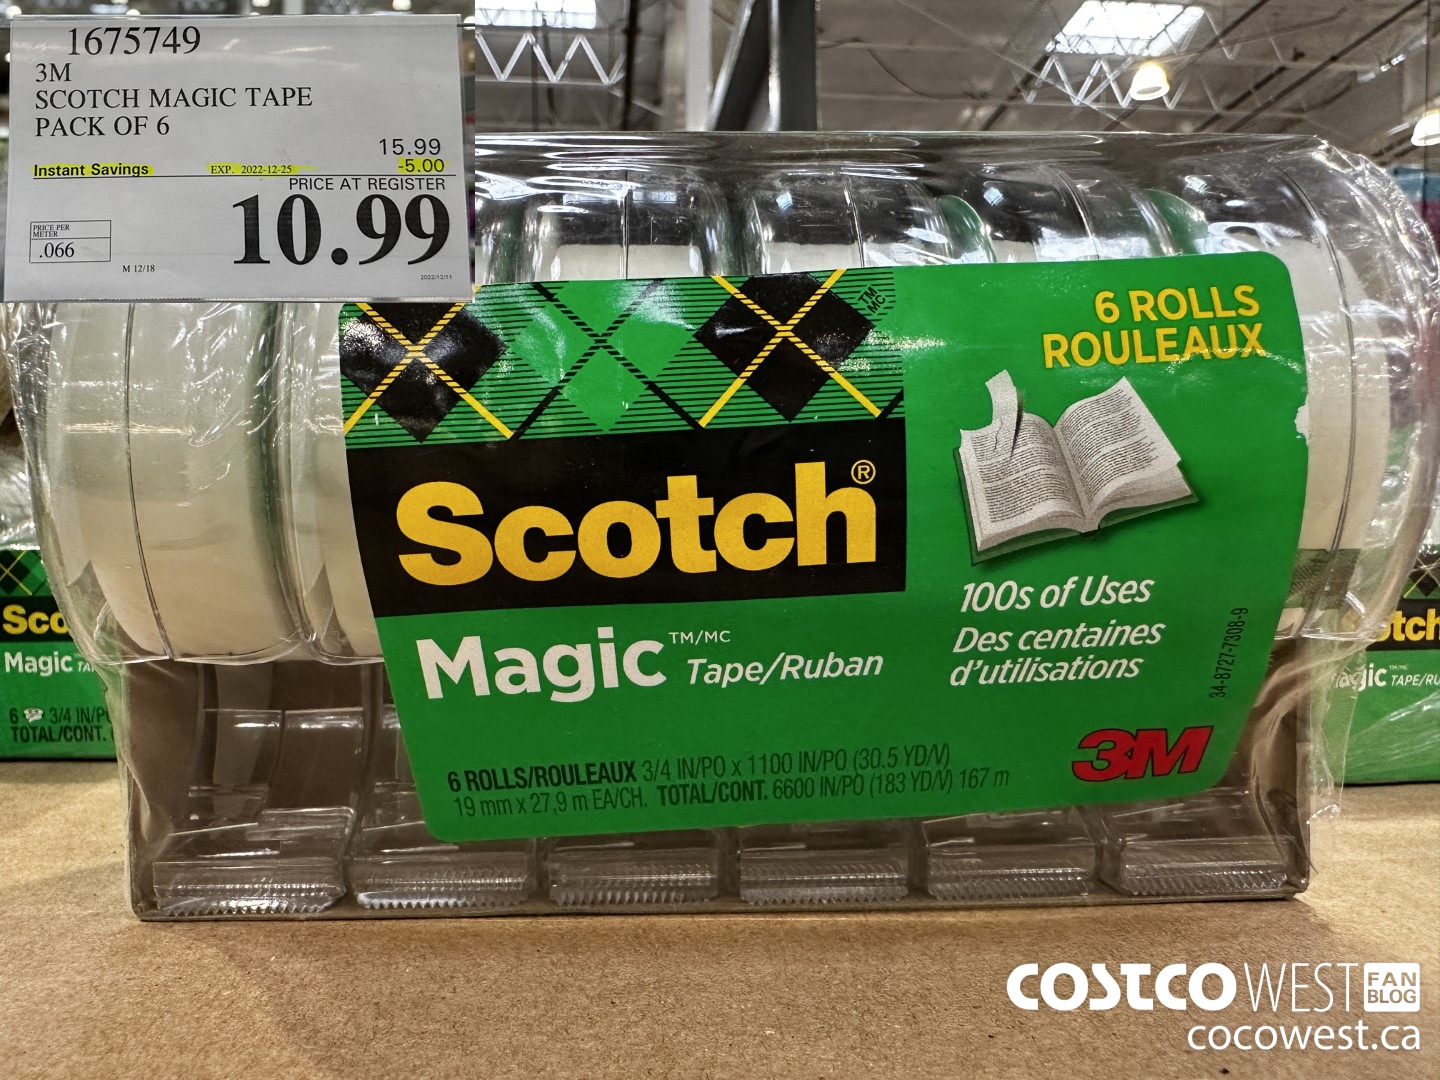 1675749
3M
SCOTCH MAGIC TAPE
PACK OF 6
15.99
Instant Savings EXP. 2022-12-25 -5.00
PRICE AT REGISTER
10.99
PRICE PER
METER
.066
M 12/18
2022/12/11
TM
MC
6 ROLLS
ROULEAUX
Scotch®
Magic™/MC Tape/Ruban
100s of Uses
Des centaines
d'utilisations
34-8727-7308-9
3M
6 ROLLS/ROULEAUX 3/4 IN/PO x 1100 IN/PO (30.5 YD/V)
19 mm x 27,9 m EA/CH. TOTAL/CONT. 6600 IN/PO (183 YD/V) 167 m
Sco
Magic TA
6 3/4 IN/P
TOTAL/CONT.
otch
agic TM/MC TAPE/RU
COSTCO WEST FAN BLOG
cocowest.ca